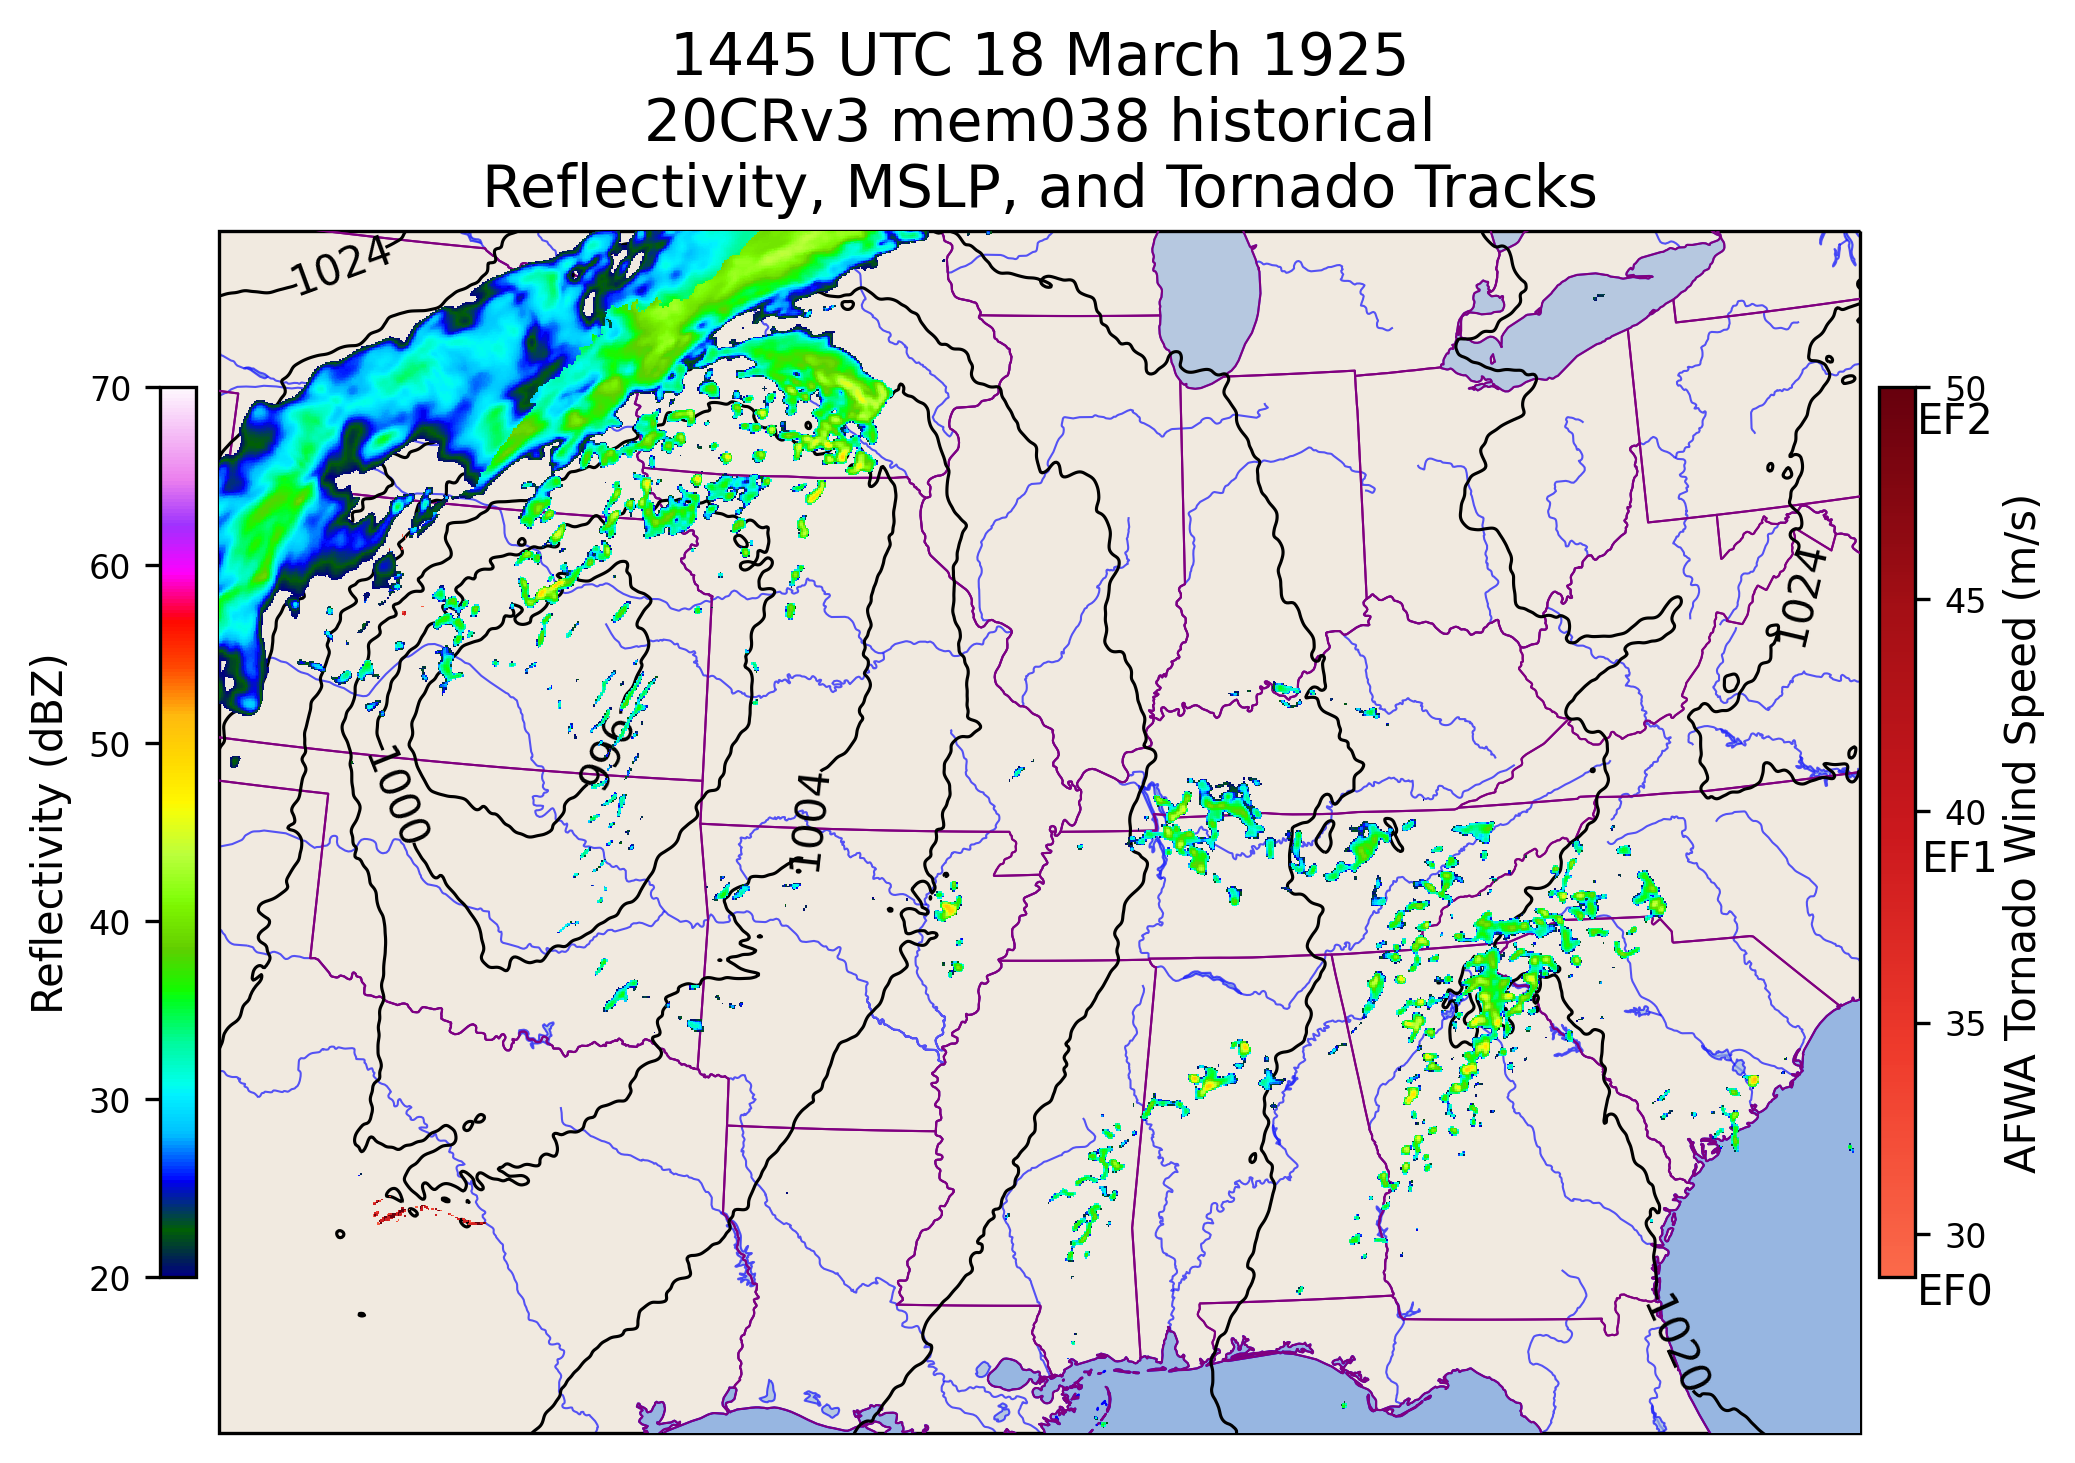 1445 UTC 18 March 1925
20CRv3 mem038 historical
Reflectivity, MSLP, and Tornado Tracks
1024
70
60
50
40
30
20
Reflectivity (dBZ)
996
1000
1004
1024
1020
50
EF2
45
40
EF1
35
30
EF0
AFWA Tornado Wind Speed (m/s)